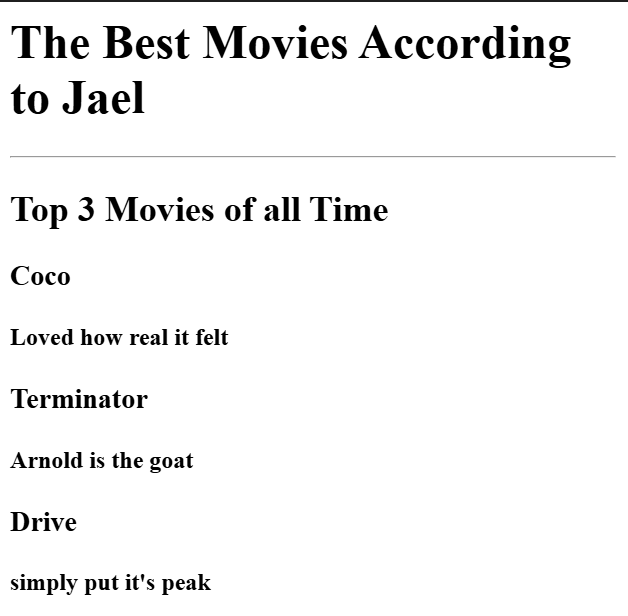 The Best Movies According
to Jael
Top 3 Movies of all Time
Coco
Loved how real it felt
Terminator
Arnold is the goat
Drive
simply put it's peak